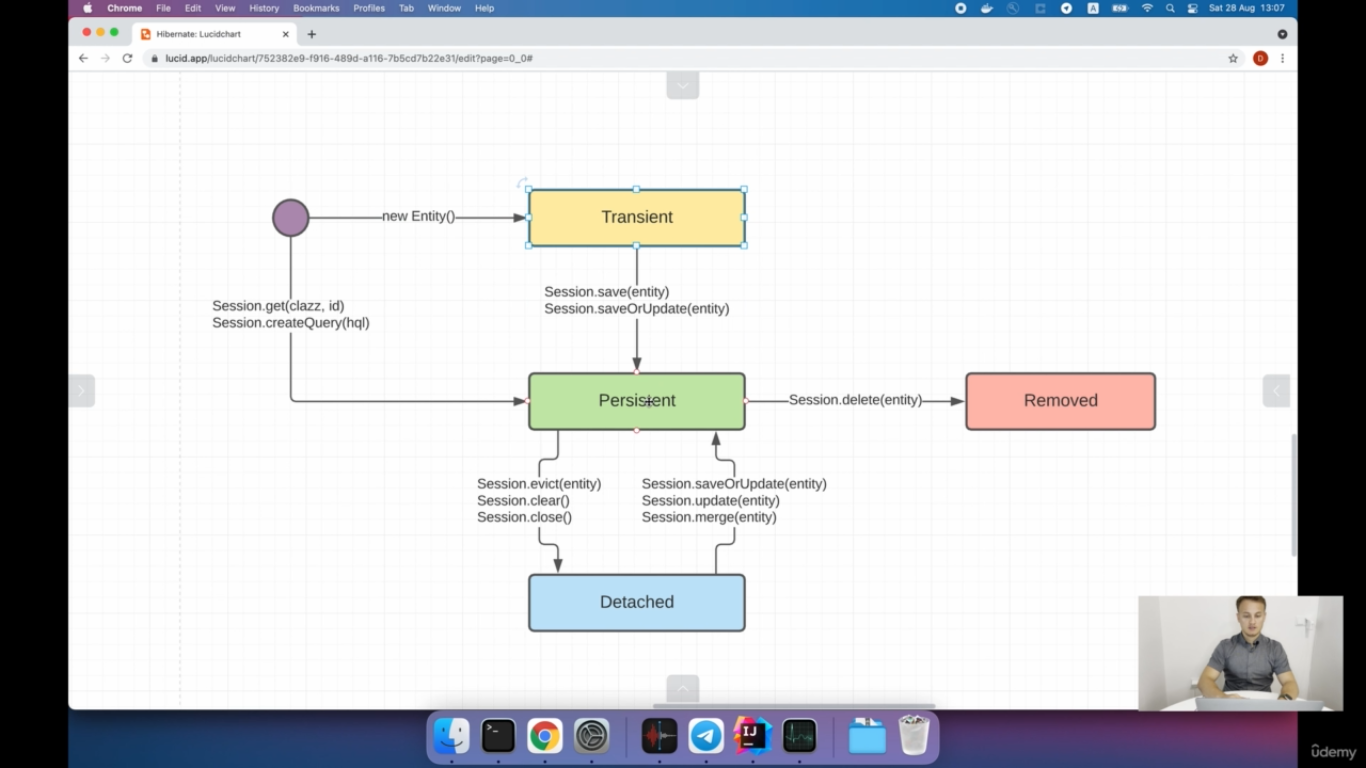 Chrome File Edit View History Bookmarks Profiles Tab Window Help
A
Sat 28 Aug 13:07
Hibernate: Lucidchart
lucid.app/lucidchart/752382e9-f916-489d-a116-7b5cd7b22e31/edit?page=0_0#
D
new Entity()
Transient
Session.get(clazz, id)
Session.createQuery(hql)
Session.save(entity)
Session.saveOrUpdate(entity)
Persistent
Session.delete(entity)
Removed
Session.evict(entity)
Session.clear()
Session.close()
Session.saveOrUpdate(entity)
Session.update(entity)
Session.merge(entity)
Detached
IJ
ûdemy